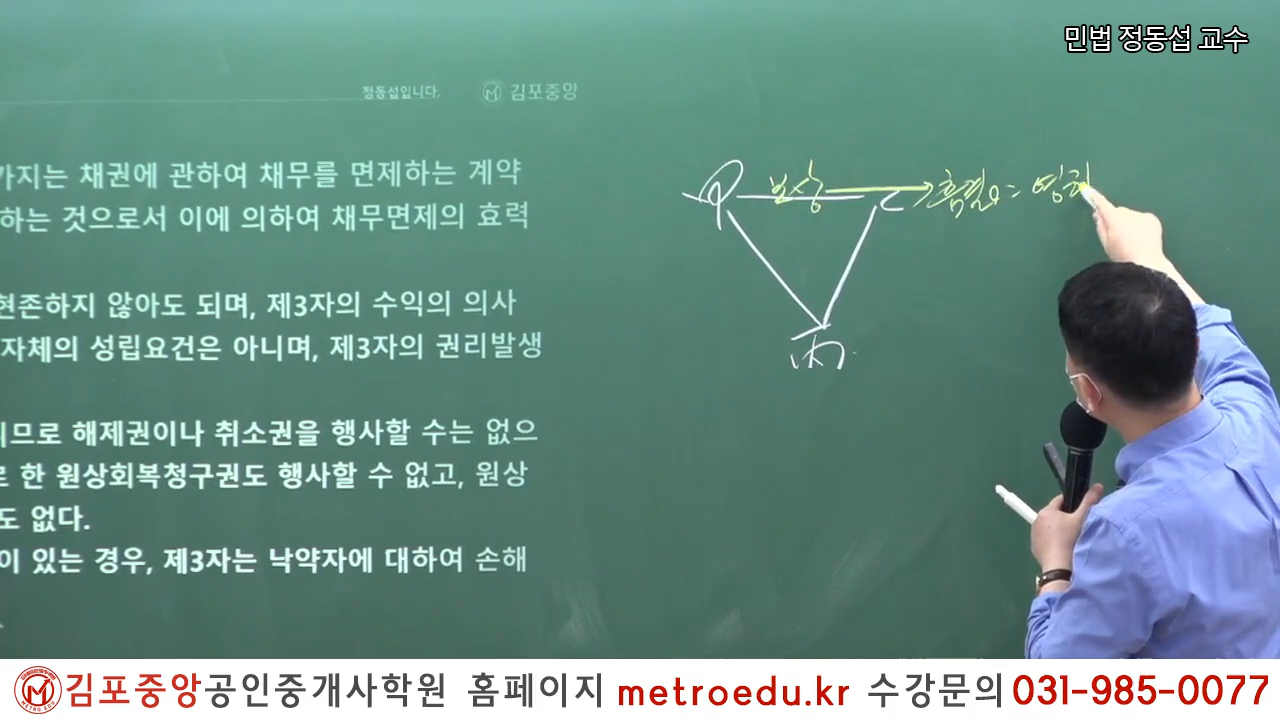 민법 정동섭 교수
정동섭입니다. 김포중앙
가지는 채권에 관하여 채무를 면제하는 계약
하는 것으로서 이에 의하여 채무면제의 효력
현존하지 않아도 되며, 제3자의 수익의 의사
자체의 성립요건은 아니며, 제3자의 권리발생
므로 해제권이나 취소권을 행사할 수는 없으
로 한 원상회복청구권도 행사할 수 없고, 원상
도 없다.
이 있는 경우, 제3자는 낙약자에 대하여 손해
보상 흠결 = 영향
丙
METRO EDU 김포중앙공인중개사학원 홈페이지 metroedu.kr 수강문의 031-985-0077